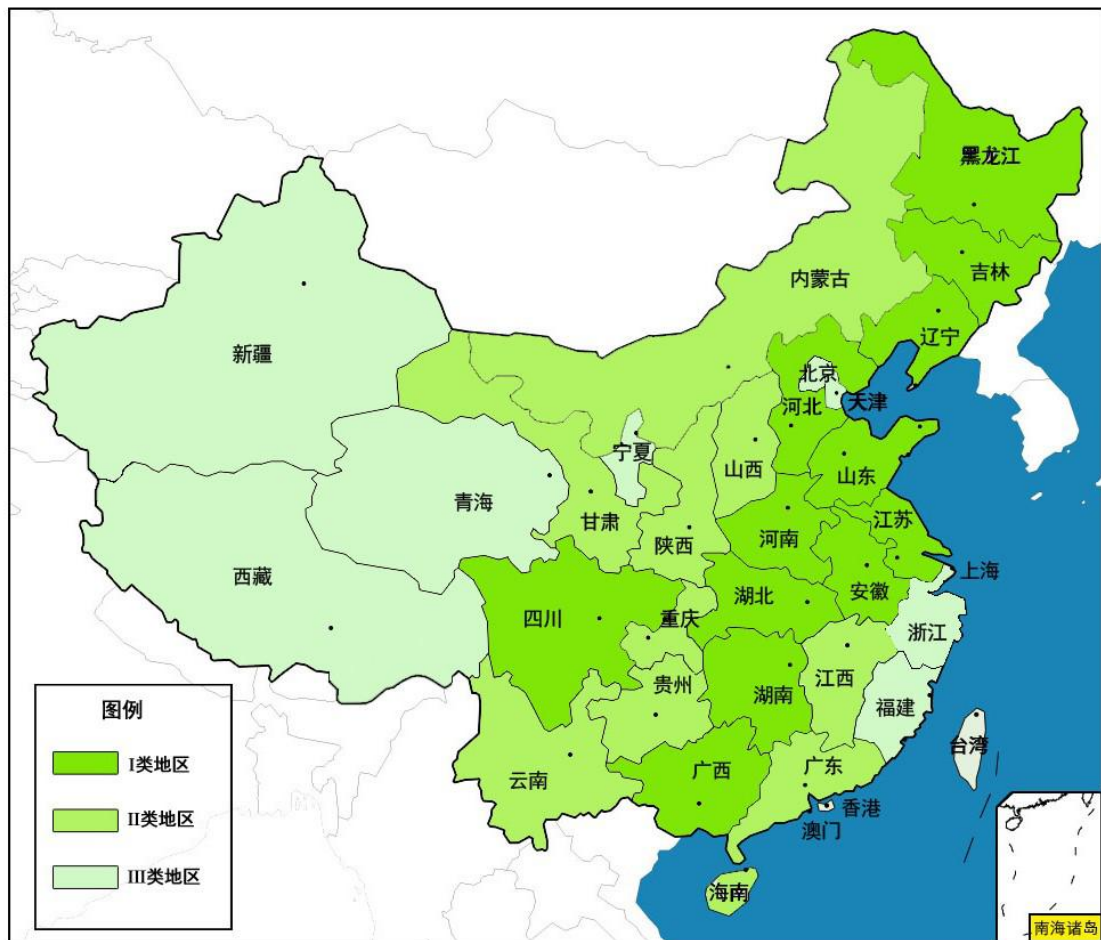 黑龙江
吉林
内蒙古
辽宁
新疆
北京
天津
河北
宁夏
山西
山东
青海
甘肃
陕西
河南
江苏
西藏
上海
安徽
湖北
四川
重庆
浙江
贵州
江西
湖南
福建
图例
I类地区
II类地区
III类地区
台湾
广西
广东
云南
香港
澳门
海南
南海诸岛